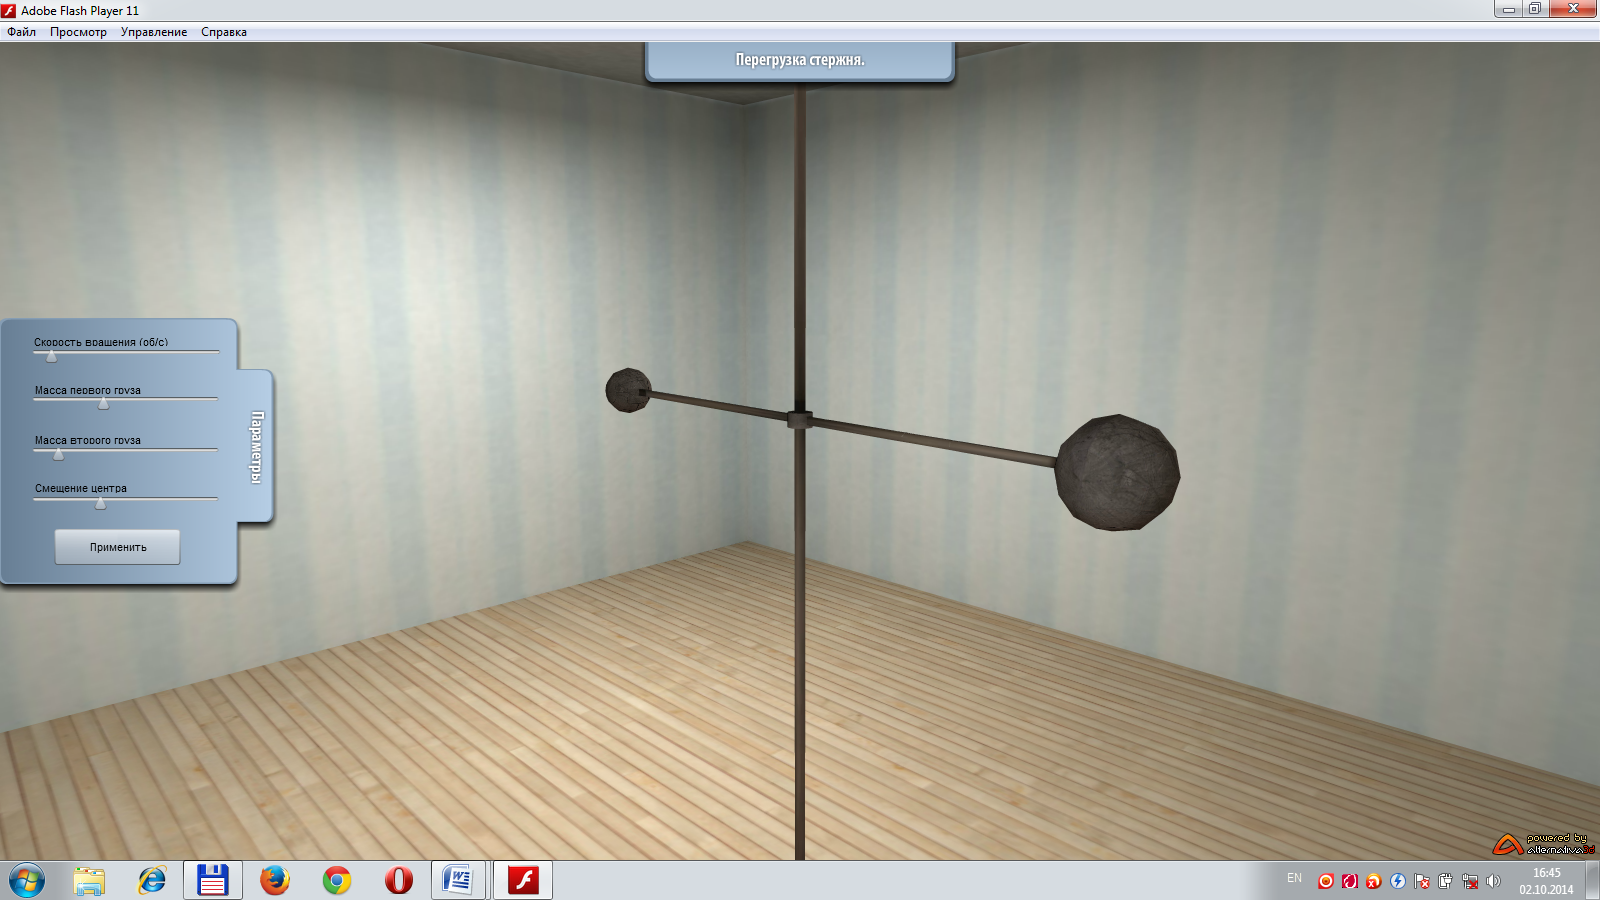 Adobe Flash Player 11
Файл Просмотр Управление Справка
Перегрузка стержня.
Скорость вращения (об/с)
Масса первого груза
Масса второго груза
Смещение центра
Применить
Параметры
powered by
alternativa3d
EN
16:45
02.10.2014